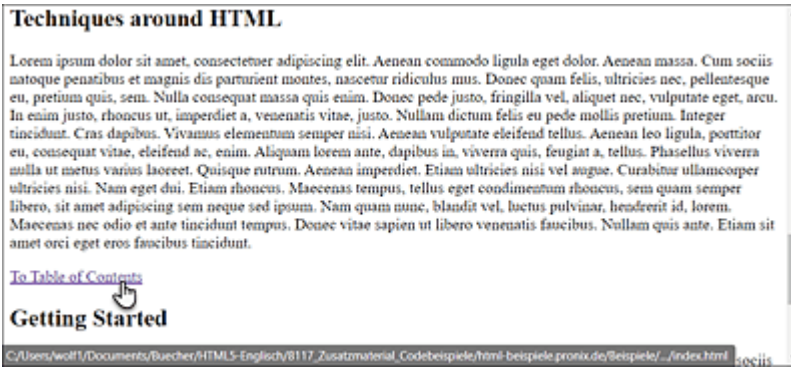 Techniques around HTML
Lorem ipsum dolor sit amet, consectetuer adipiscing elit. Aenean commodo ligula eget dolor. Aenean massa. Cum sociis
natoque penatibus et magnis dis parturient montes, nascetur ridiculus mus. Donec quam felis, ultricies nec, pellentesque
eu, pretium quis, sem. Nulla consequat massa quis enim. Donec pede justo, fringilla vel, aliquet nec, vulputate eget, arcu.
In enim justo, rhoncus ut, imperdiet a, venenatis vitae, justo. Nullam dictum felis eu pede mollis pretium. Integer
tincidunt. Cras dapibus. Vivamus elementum semper nisi. Aenean vulputate eleifend tellus. Aenean leo ligula, porttitor
eu, consequat vitae, eleifend ac, enim. Aliquam lorem ante, dapibus in, viverra quis, feugiat a, tellus. Phasellus viverra
nulla ut metus varius laoreet. Quisque rutrum. Aenean imperdiet. Etiam ultricies nisi vel augue. Curabitur ullamcorper
ultricies nisi. Nam eget dui. Etiam rhoncus. Maecenas tempus, tellus eget condimentum rhoncus, sem quam semper
libero, sit amet adipiscing sem neque sed ipsum. Nam quam nunc, blandit vel, luctus pulvinar, hendrerit id, lorem.
Maecenas nec odio et ante tincidunt tempus. Donec vitae sapien ut libero venenatis faucibus. Nullam quis ante. Etiam sit
amet orci eget eros faucibus tincidunt.
To Table of Contents
Getting Started
C:/Users/wolf1/Documents/Buecher/HTML5-Englisch/8117_Zusatzmaterial_Codebeispiele/html-beispiele.pronix.de/Beispiele/.../index.html sociis